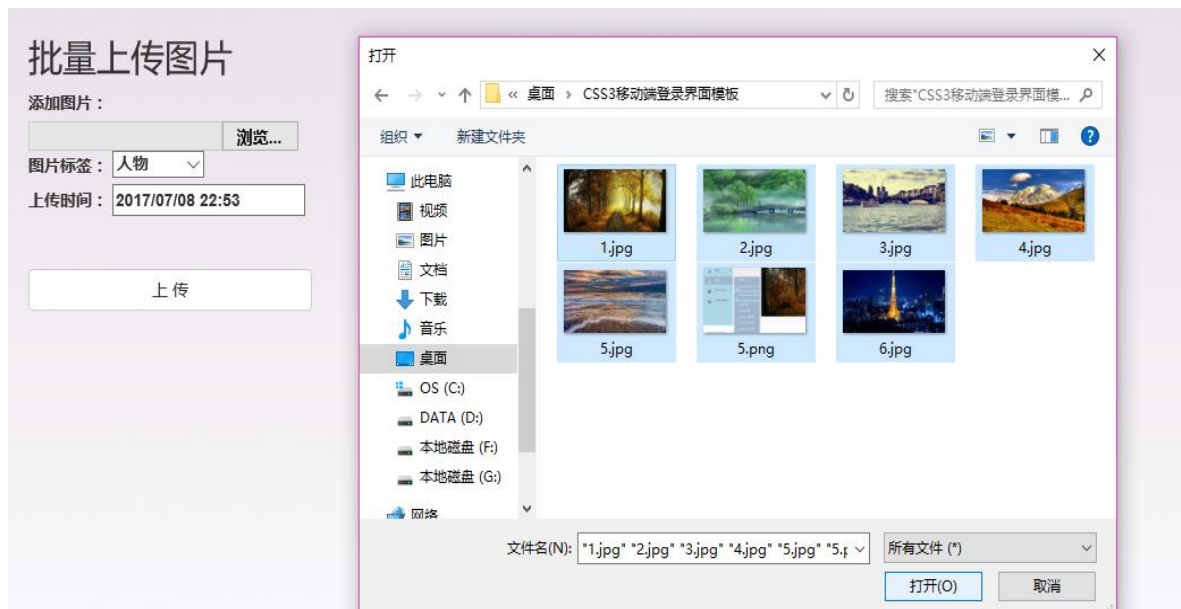 批量上传图片
添加图片：
浏览...
图片标签： 人物
上传时间： 2017/07/08 22:53
上传
打开
« 桌面 › CSS3移动端登录界面模板
搜索"CSS3移动端登录界面模...
组织 新建文件夹
此电脑
视频
图片
文档
下载
音乐
桌面
OS (C:)
DATA (D:)
本地磁盘 (F:)
本地磁盘 (G:)
网络
1.jpg 2.jpg 3.jpg 4.jpg
5.jpg 5.png 6.jpg
文件名(N): "1.jpg" "2.jpg" "3.jpg" "4.jpg" "5.jpg" "5.p
所有文件 (*)
打开(O) 取消